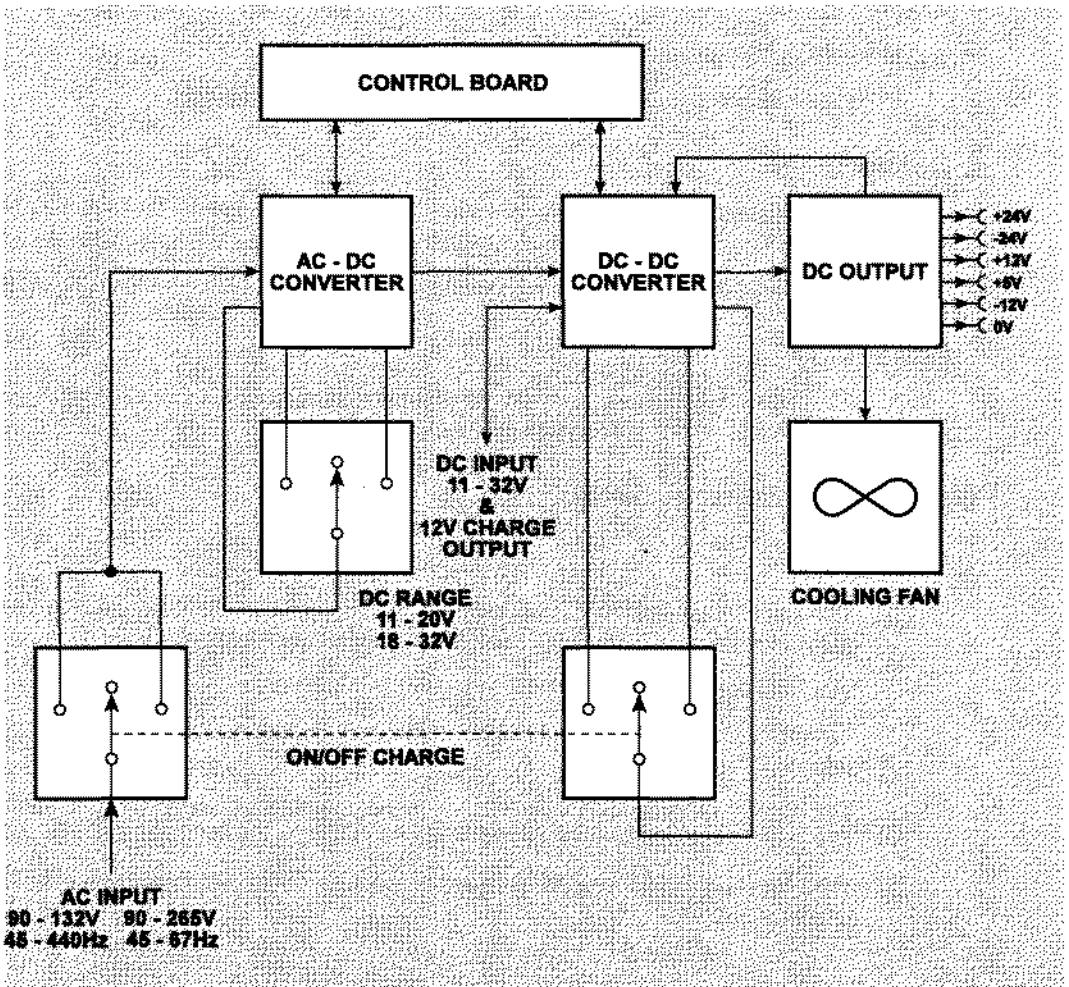 CONTROL BOARD
AC - DC
CONVERTER
DC - DC
CONVERTER
DC OUTPUT
+24V
-24V
+12V
+5V
-12V
0V
DC INPUT
11 - 32V
&
12V CHARGE
OUTPUT
COOLING FAN
DC RANGE
11 - 20V
18 - 32V
ON/OFF CHARGE
AC INPUT
90 - 132V 90 - 265V
45 - 440Hz 45 - 67Hz